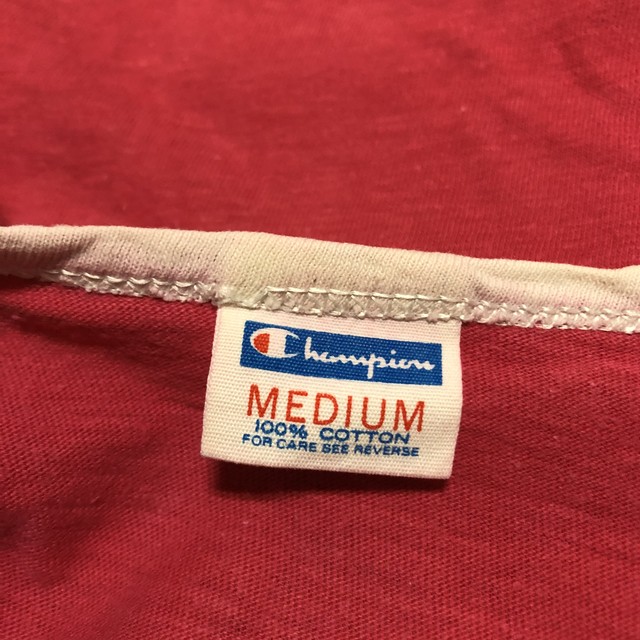 Champion
MEDIUM
100% COTTON
FOR CARE SEE REVERSE